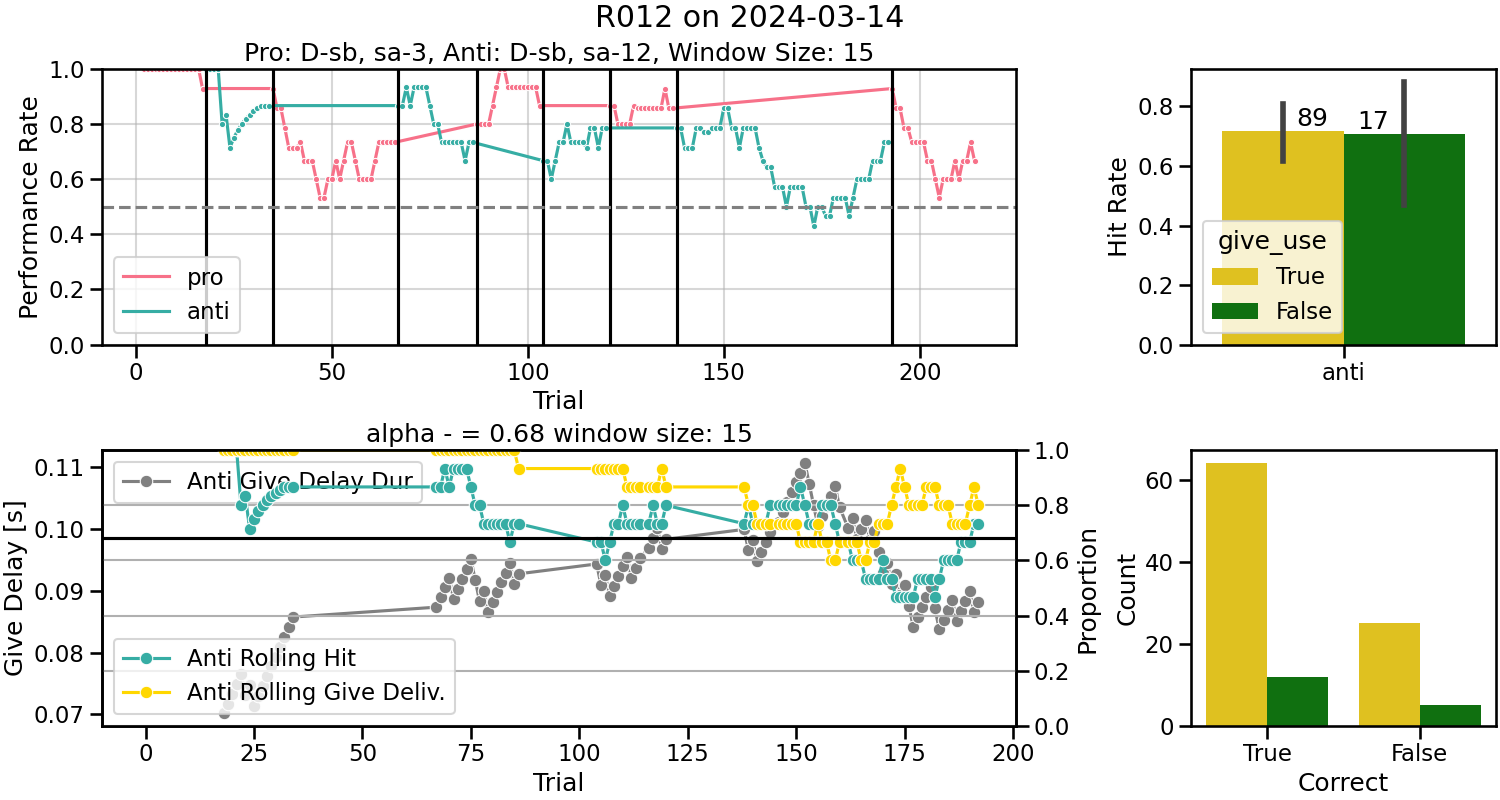 R012 on 2024-03-14
Pro: D-sb, sa-3, Anti: D-sb, sa-12, Window Size: 15
Performance Rate
1.0
0.8
0.6
0.4
0.2
0.0
pro
anti
0 50 100 150 200
Trial
Hit Rate
0.8
0.6
0.4
0.2
0.0
89 17
give_use
True
False
anti
alpha - = 0.68 window size: 15
Give Delay [s]
0.11
0.10
0.09
0.08
0.07
Anti Give Delay Dur
Anti Rolling Hit
Anti Rolling Give Deliv.
0 25 50 75 100 125 150 175 200
Trial
1.0
0.8
0.6
0.4
0.2
0.0
Proportion
Count
60
40
20
0
True False
Correct